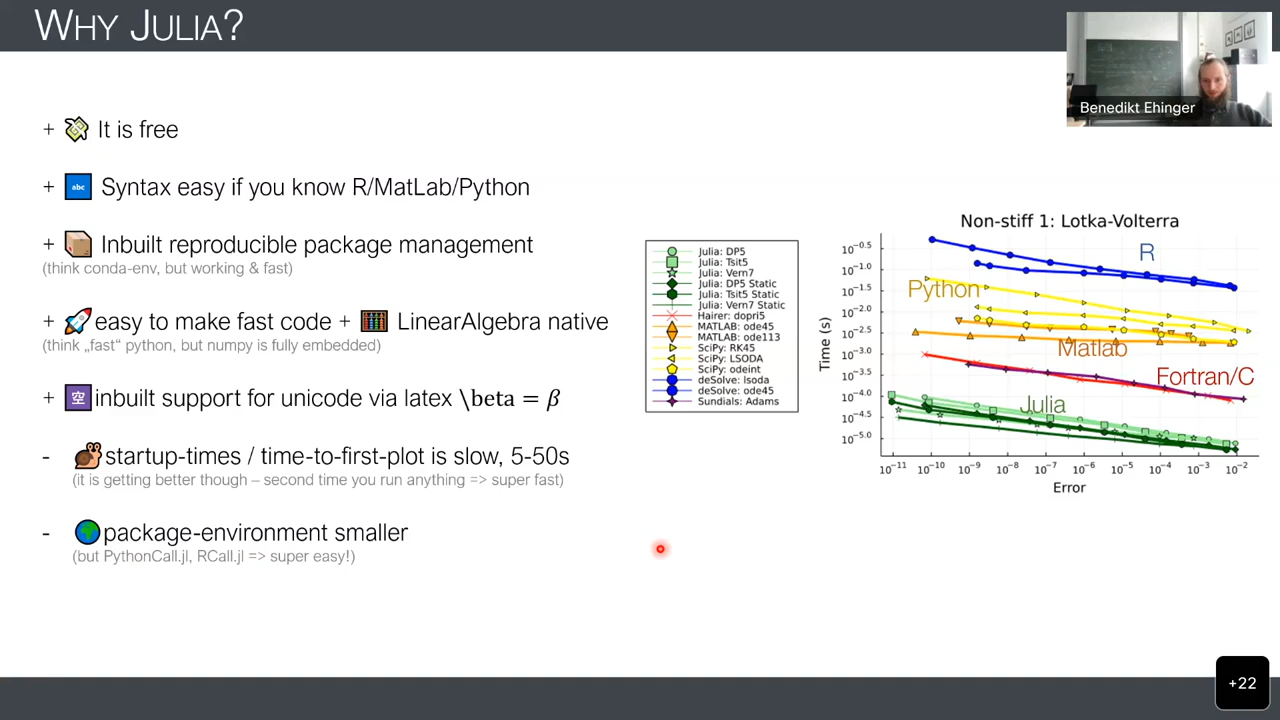 WHY JULIA?
Benedikt Ehinger
+ It is free
+ abc Syntax easy if you know R/MatLab/Python
+ Inbuilt reproducible package management
(think conda-env, but working & fast)
+ easy to make fast code + LinearAlgebra native
(think „fast" python, but numpy is fully embedded)
+ 空 inbuilt support for unicode via latex \beta = β
- startup-times / time-to-first-plot is slow, 5-50s
(it is getting better though – second time you run anything => super fast)
- package-environment smaller
(but PythonCall.jl, RCall.jl => super easy!)
Julia: DP5
Julia: Tsit5
Julia: Vern7
Julia: DP5 Static
Julia: Tsit5 Static
Julia: Vern7 Static
Hairer: dopri5
MATLAB: ode45
MATLAB: ode113
SciPy: RK45
SciPy: LSODA
SciPy: odeint
deSolve: lsoda
deSolve: ode45
Sundials: Adams
Non-stiff 1: Lotka-Volterra
Time (s)
10^-0.5
10^-1.0
10^-1.5
10^-2.0
10^-2.5
10^-3.0
10^-3.5
10^-4.0
10^-4.5
10^-5.0
R
Python
Matlab
Fortran/C
Julia
10^-11 10^-10 10^-9 10^-8 10^-7 10^-6 10^-5 10^-4 10^-3 10^-2
Error
+22